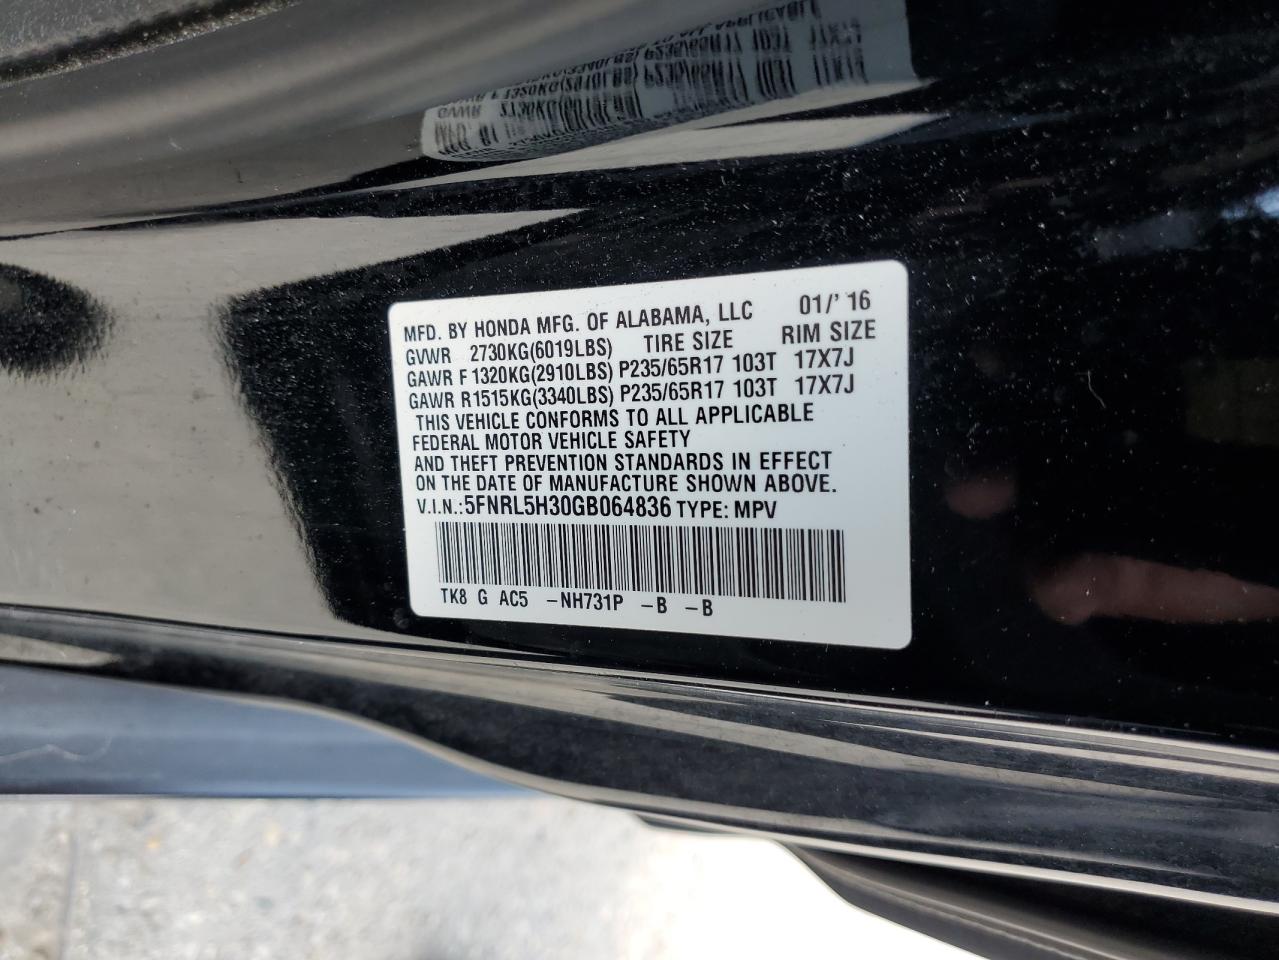 MFD. BY HONDA MFG. OF ALABAMA, LLC 01/' 16
GVWR 2730KG(6019LBS) TIRE SIZE RIM SIZE
GAWR F 1320KG(2910LBS) P235/65R17 103T 17X7J
GAWR R1515KG(3340LBS) P235/65R17 103T 17X7J
THIS VEHICLE CONFORMS TO ALL APPLICABLE
FEDERAL MOTOR VEHICLE SAFETY
AND THEFT PREVENTION STANDARDS IN EFFECT
ON THE DATE OF MANUFACTURE SHOWN ABOVE.
V.I.N.: 5FNRL5H30GB064836 TYPE: MPV
TK8 G AC5 -NH731P -B -B